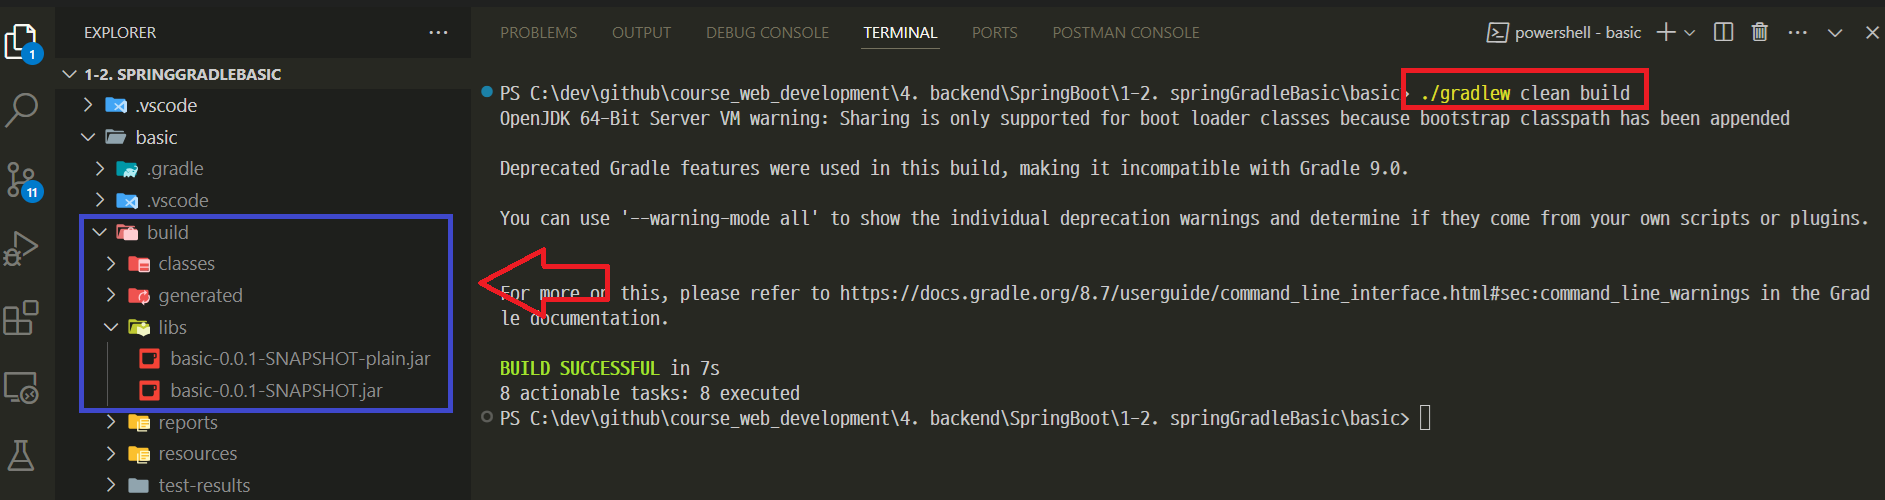 1
11
EXPLORER
1-2. SPRINGGRADLEBASIC
.vscode
basic
.gradle
.vscode
build
classes
generated
libs
basic-0.0.1-SNAPSHOT-plain.jar
basic-0.0.1-SNAPSHOT.jar
reports
resources
test-results
PROBLEMS OUTPUT DEBUG CONSOLE TERMINAL PORTS POSTMAN CONSOLE
powershell - basic
PS C:\dev\github\course_web_development\4. backend\SpringBoot\1-2. springGradleBasic\basic> ./gradlew clean build
OpenJDK 64-Bit Server VM warning: Sharing is only supported for boot loader classes because bootstrap classpath has been appended
Deprecated Gradle features were used in this build, making it incompatible with Gradle 9.0.
You can use '--warning-mode all' to show the individual deprecation warnings and determine if they come from your own scripts or plugins.
For more on this, please refer to https://docs.gradle.org/8.7/userguide/command_line_interface.html#sec:command_line_warnings in the Grad
le documentation.
BUILD SUCCESSFUL in 7s
8 actionable tasks: 8 executed
PS C:\dev\github\course_web_development\4. backend\SpringBoot\1-2. springGradleBasic\basic>